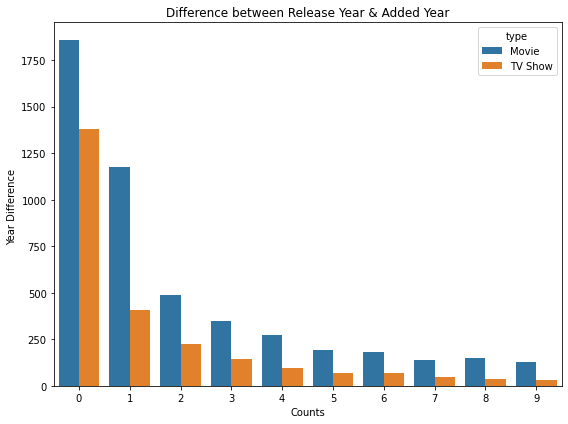 Difference between Release Year & Added Year
type
Movie
TV Show
Year Difference
1750
1500
1250
1000
750
500
250
0
0 1 2 3 4 5 6 7 8 9
Counts